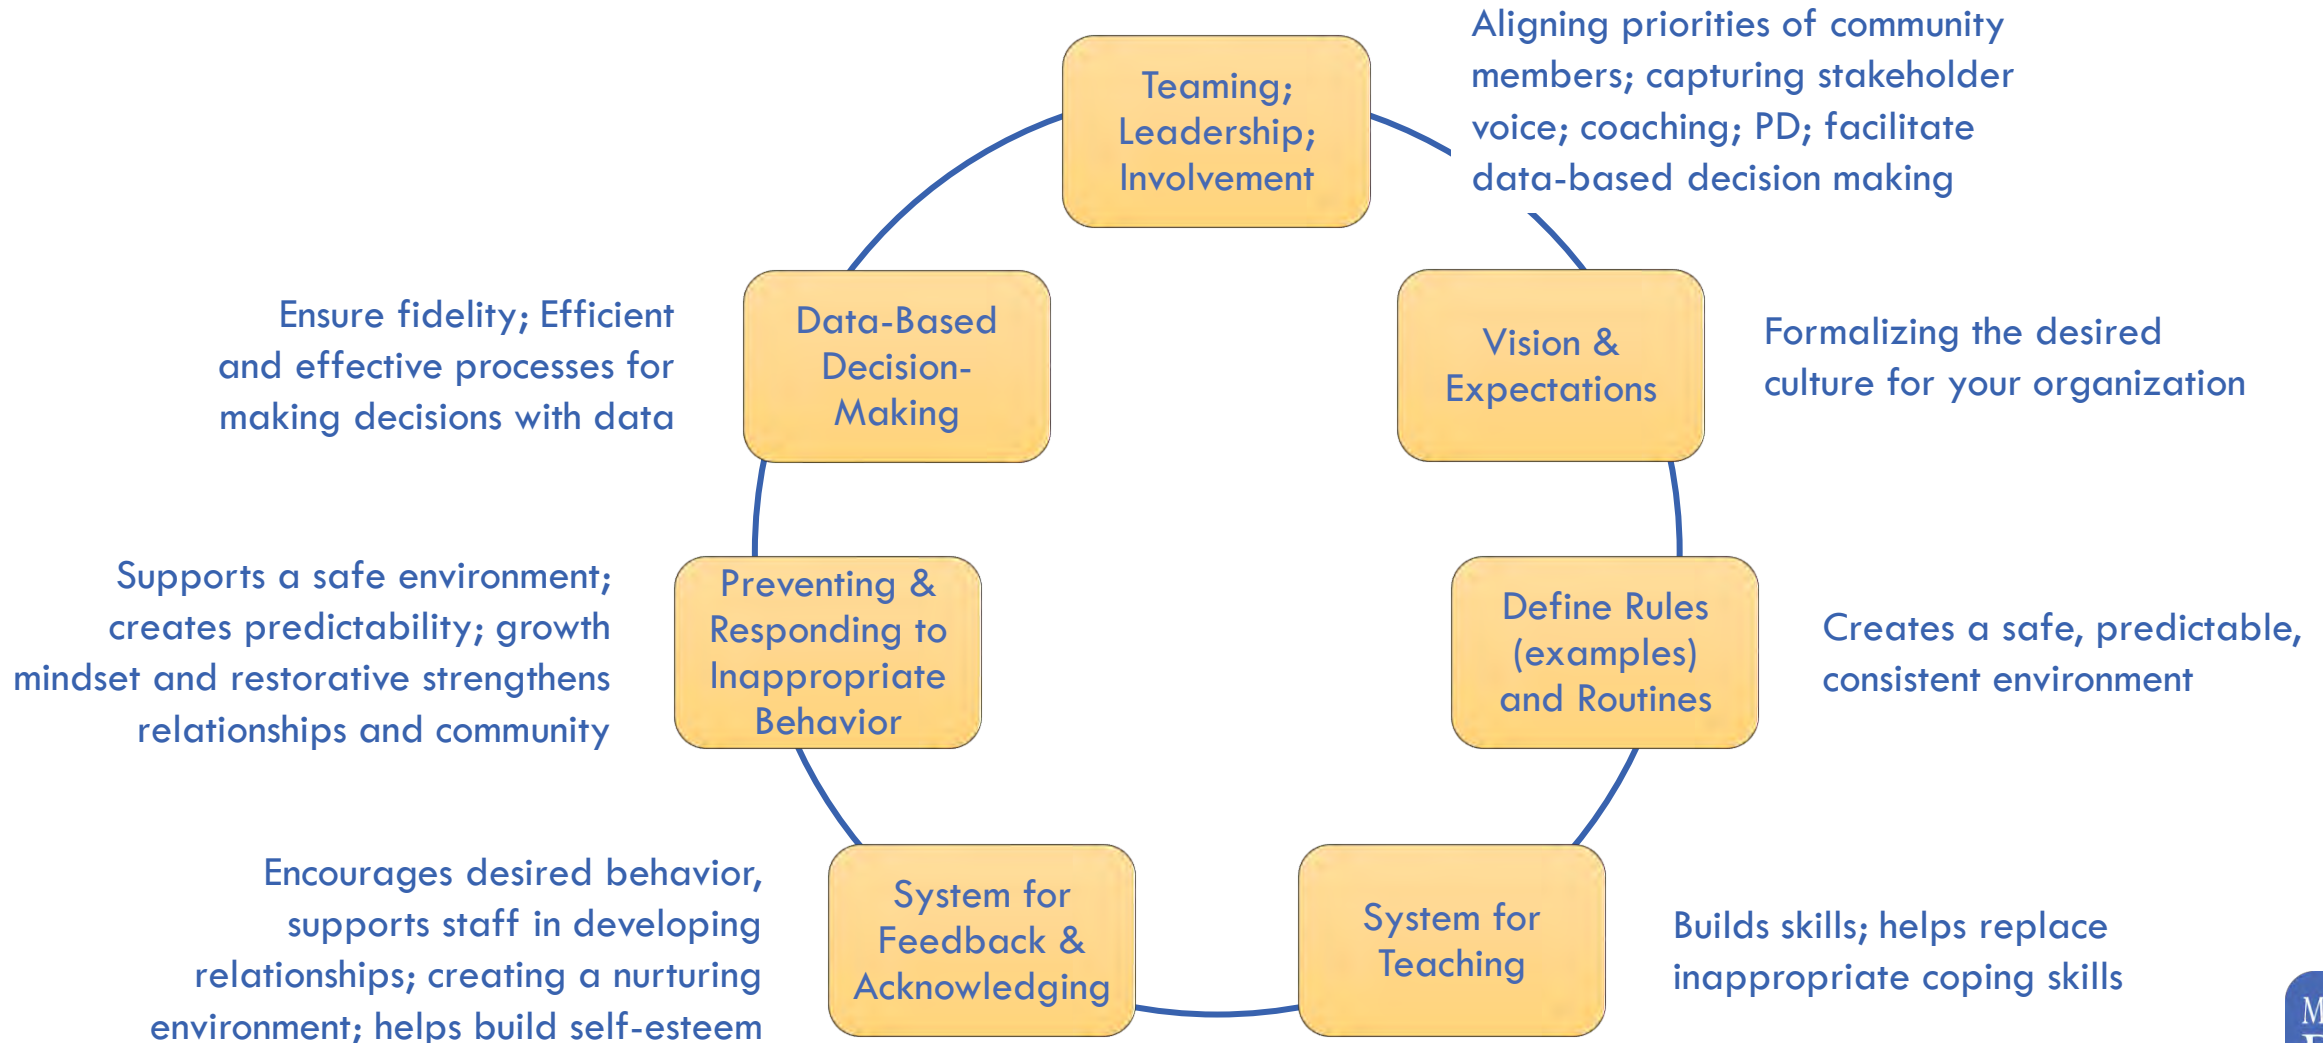 Teaming;
Leadership;
Involvement
Aligning priorities of community
members; capturing stakeholder
voice; coaching; PD; facilitate
data-based decision making
Vision &
Expectations
Formalizing the desired
culture for your organization
Define Rules
(examples)
and Routines
Creates a safe, predictable,
consistent environment
System for
Teaching
Builds skills; helps replace
inappropriate coping skills
System for
Feedback &
Acknowledging
Encourages desired behavior,
supports staff in developing
relationships; creating a nurturing
environment; helps build self-esteem
Preventing &
Responding to
Inappropriate
Behavior
Supports a safe environment;
creates predictability; growth
mindset and restorative strengthens
relationships and community
Data-Based
Decision-
Making
Ensure fidelity; Efficient
and effective processes for
making decisions with data